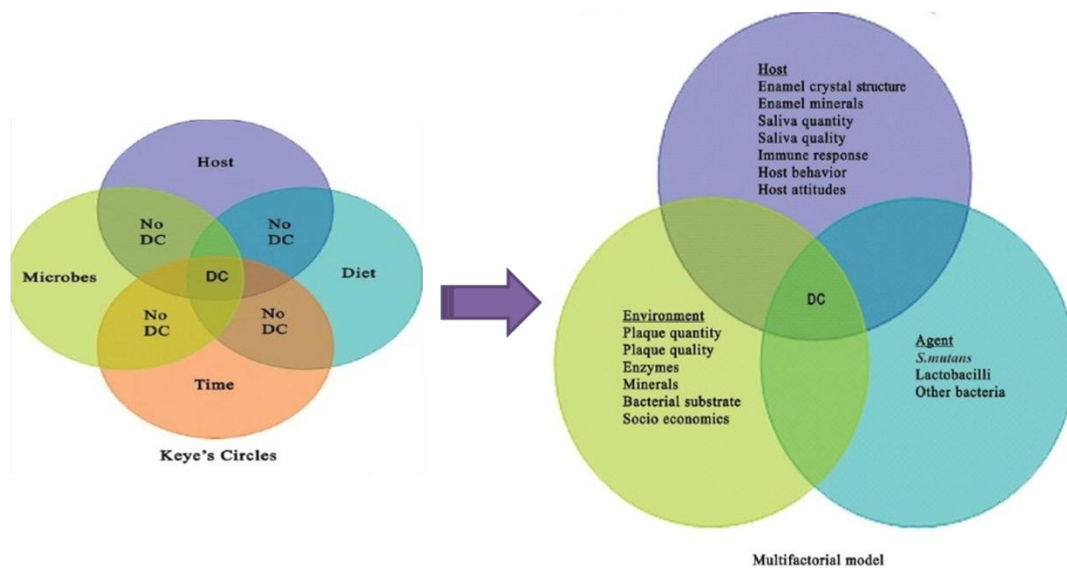 Host
No
DC
No
DC
Microbes
DC
Diet
No
DC
No
DC
Time
Keye's Circles
Host
Enamel crystal structure
Enamel minerals
Saliva quantity
Saliva quality
Immune response
Host behavior
Host attitudes
DC
Environment
Plaque quantity
Plaque quality
Enzymes
Minerals
Bacterial substrate
Socio economics
Agent
S.mutans
Lactobacilli
Other bacteria
Multifactorial model